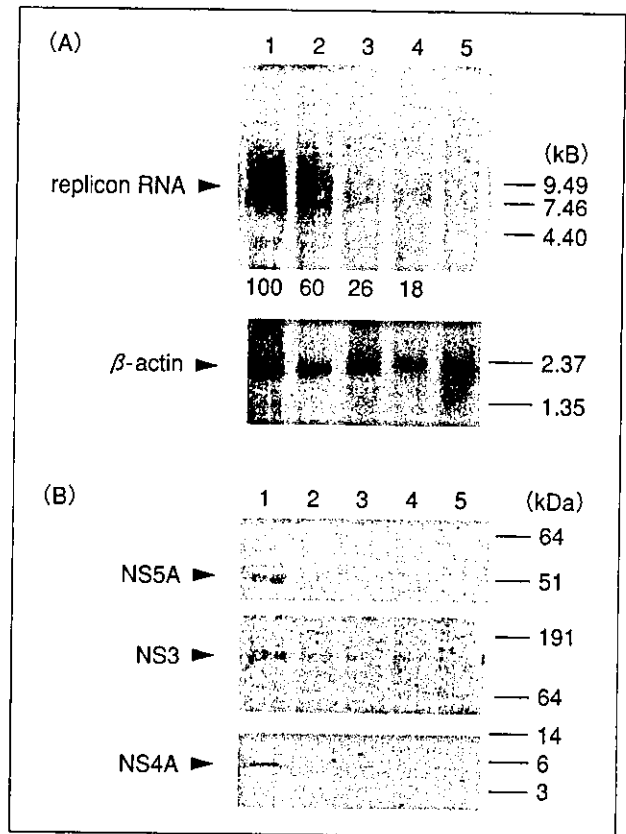 (A)
1 2 3 4 5
(kB)
replicon RNA
9.49
7.46
4.40
100 60 26 18
β-actin
2.37
1.35
(B)
1 2 3 4 5
(kDa)
64
NS5A
51
191
NS3
64
14
NS4A
6
3